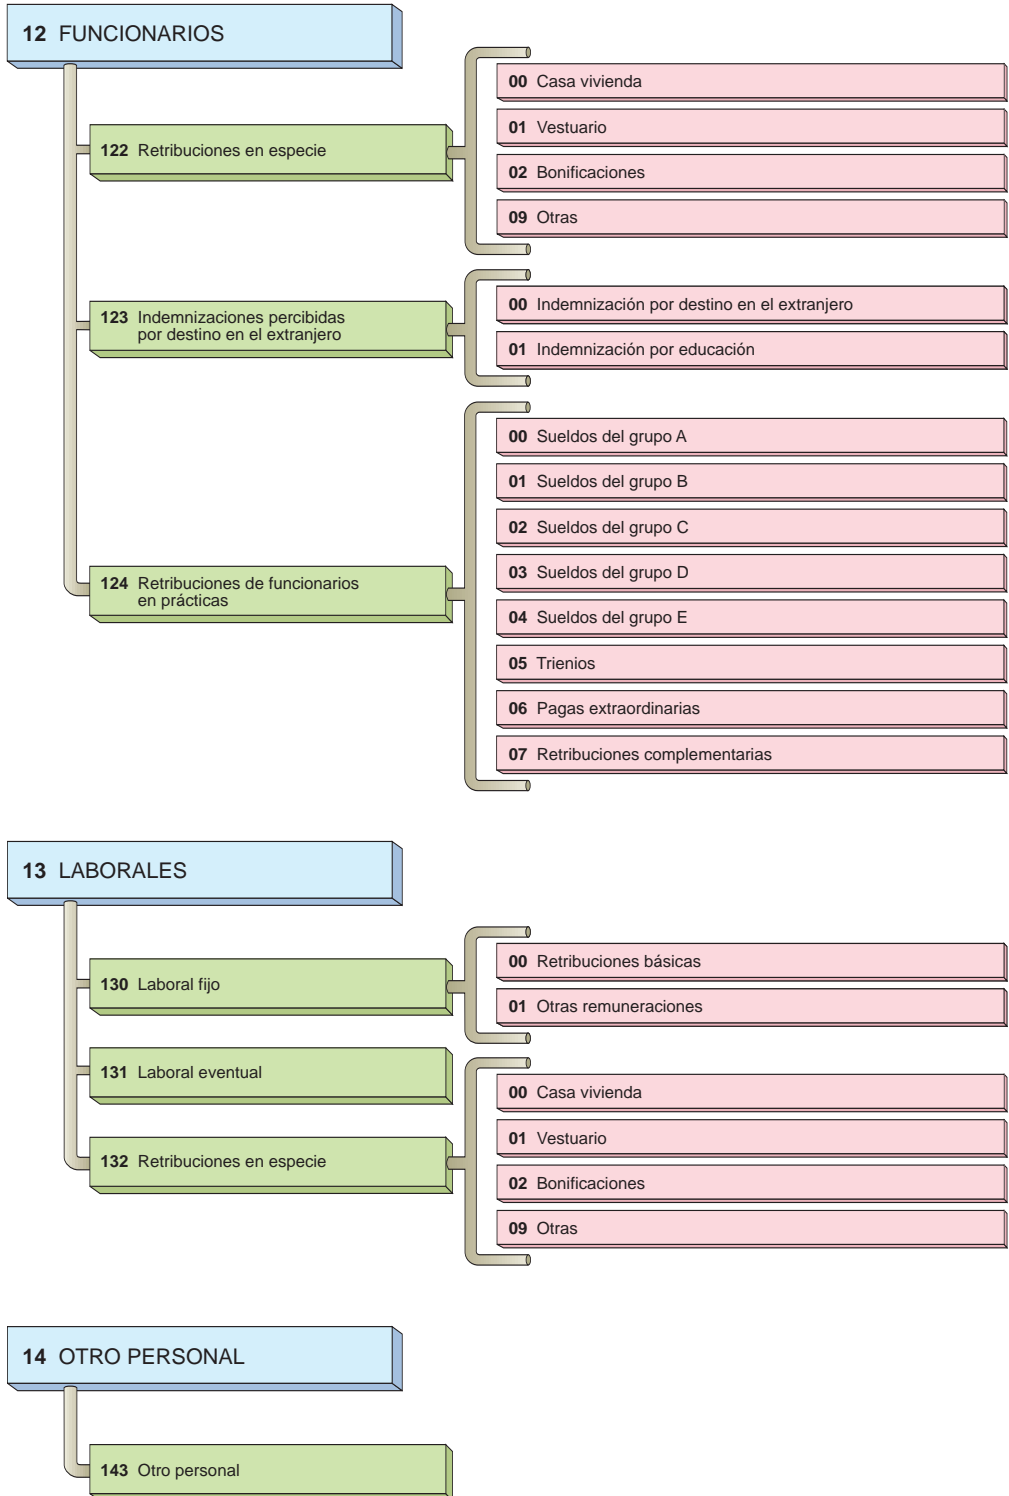 12 FUNCIONARIOS
122 Retribuciones en especie
00 Casa vivienda
01 Vestuario
02 Bonificaciones
09 Otras
123 Indemnizaciones percibidas
por destino en el extranjero
00 Indemnización por destino en el extranjero
01 Indemnización por educación
124 Retribuciones de funcionarios
en prácticas
00 Sueldos del grupo A
01 Sueldos del grupo B
02 Sueldos del grupo C
03 Sueldos del grupo D
04 Sueldos del grupo E
05 Trienios
06 Pagas extraordinarias
07 Retribuciones complementarias
13 LABORALES
130 Laboral fijo
00 Retribuciones básicas
01 Otras remuneraciones
131 Laboral eventual
132 Retribuciones en especie
00 Casa vivienda
01 Vestuario
02 Bonificaciones
09 Otras
14 OTRO PERSONAL
143 Otro personal